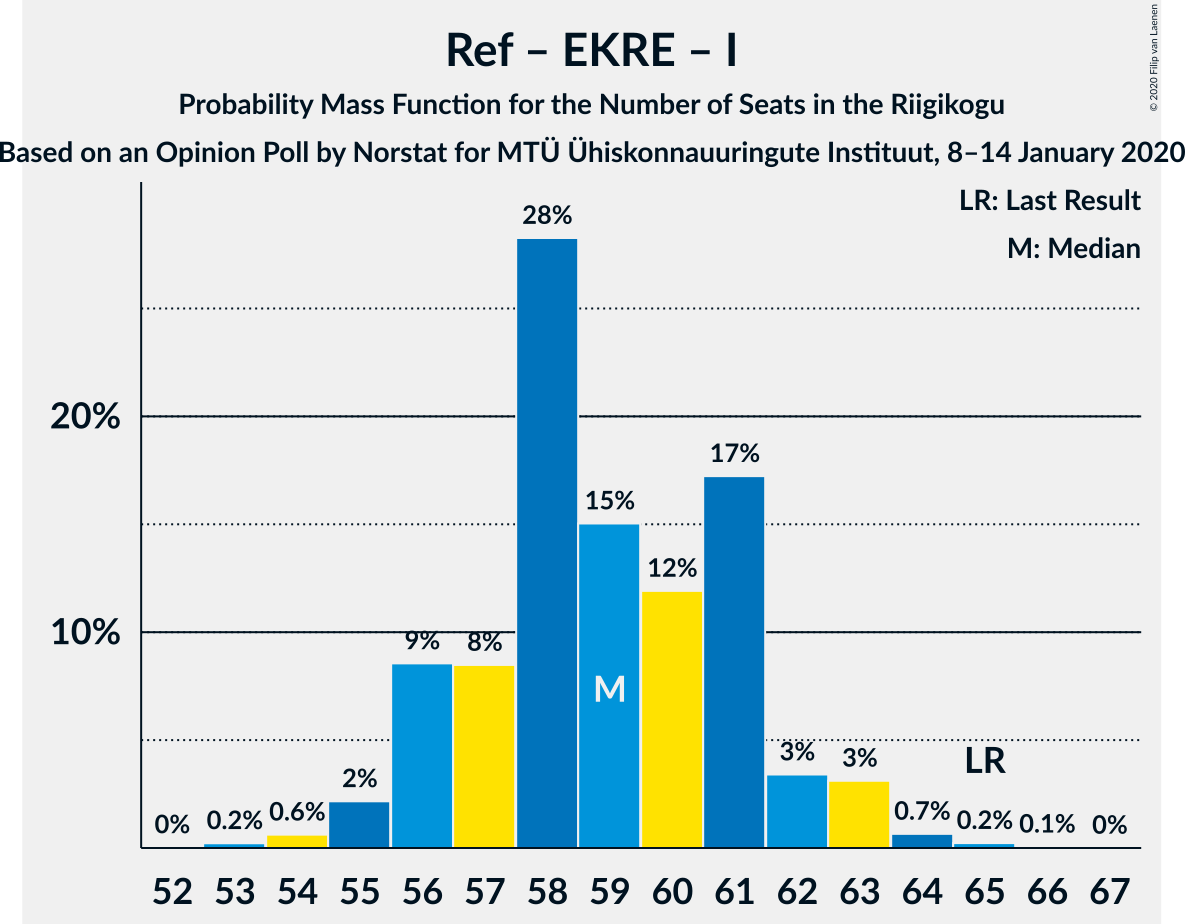 Ref – EKRE – I
Probability Mass Function for the Number of Seats in the Riigikogu
Based on an Opinion Poll by Norstat for MTÜ Ühiskonnauuringute Instituut, 8–14 January 2020
© 2020 Filip van Laenen
LR: Last Result
M: Median
28%
20%
17%
15%
12%
10%
9% 8%
M
3% 3% LR
2%
0% 0.2% 0.6% 0.7% 0.2% 0.1% 0%
52 53 54 55 56 57 58 59 60 61 62 63 64 65 66 67